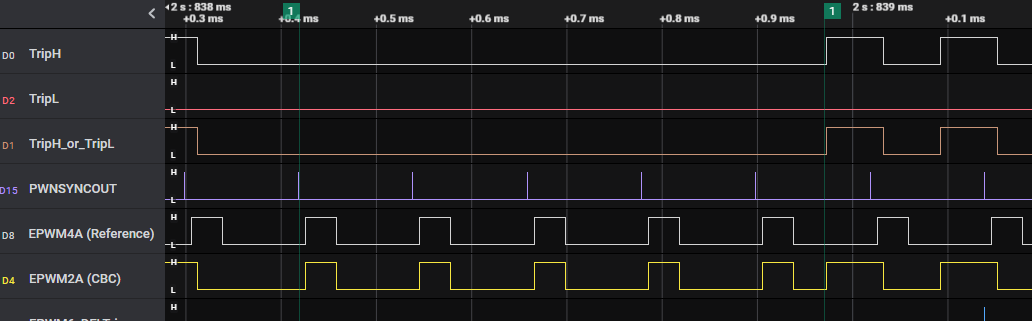 2 s : 838 ms
2 s : 839 ms
+0.3 ms
+0.4 ms
+0.5 ms
+0.6 ms
+0.7 ms
+0.8 ms
+0.9 ms
+0.1 ms
1
1
D0 TripH H L
D2 TripL H L
D1 TripH_or_TripL H L
D15 PWNSYNCOUT H L
D8 EPWM4A (Reference) H L
D4 EPWM2A (CBC) H L
H